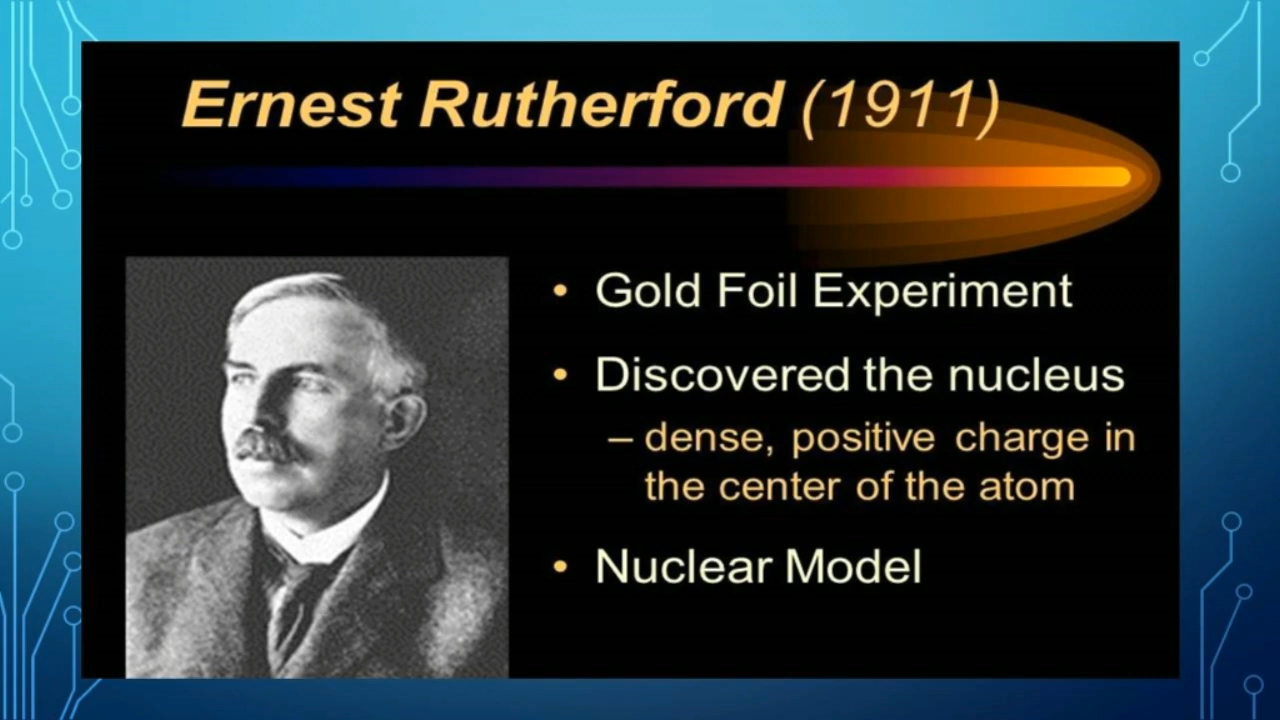 Ernest Rutherford (1911)
• Gold Foil Experiment
• Discovered the nucleus
– dense, positive charge in
the center of the atom
• Nuclear Model